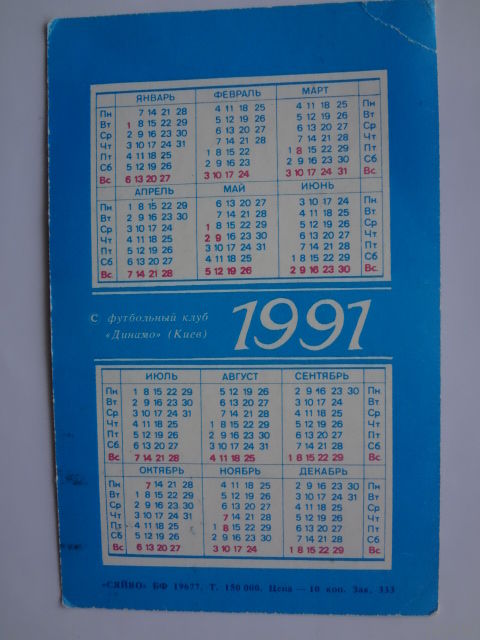 ЯНВАРЬ ФЕВРАЛЬ МАРТ
Пн 7 14 21 28 4 11 18 25 4 11 18 25 Пн
Вт 1 8 15 22 29 5 12 19 26 5 12 19 26 Вт
Ср 2 9 16 23 30 6 13 20 27 6 13 20 27 Ср
Чт 3 10 17 24 31 7 14 21 28 7 14 21 28 Чт
Пт 4 11 18 25 1 8 15 22 1 8 15 22 29 Пт
Сб 5 12 19 26 2 9 16 23 2 9 16 23 30 Сб
Вс 6 13 20 27 3 10 17 24 3 10 17 24 31 Вс
АПРЕЛЬ МАЙ ИЮНЬ
Пн 1 8 15 22 29 6 13 20 27 3 10 17 24 Пн
Вт 2 9 16 23 30 7 14 21 28 4 11 18 25 Вт
Ср 3 10 17 24 1 8 15 22 29 5 12 19 26 Ср
Чт 4 11 18 25 2 9 16 23 30 6 13 20 27 Чт
Пт 5 12 19 26 3 10 17 24 31 7 14 21 28 Пт
Сб 6 13 20 27 4 11 18 25 1 8 15 22 29 Сб
Вс 7 14 21 28 5 12 19 26 2 9 16 23 30 Вс
С футбольный клуб
«Динамо» (Киев)
1991
ИЮЛЬ АВГУСТ СЕНТЯБРЬ
Пн 1 8 15 22 29 5 12 19 26 2 9 16 23 30 Пн
Вт 2 9 16 23 30 6 13 20 27 3 10 17 24 Вт
Ср 3 10 17 24 31 7 14 21 28 4 11 18 25 Ср
Чт 4 11 18 25 1 8 15 22 29 5 12 19 26 Чт
Пт 5 12 19 26 2 9 16 23 30 6 13 20 27 Пт
Сб 6 13 20 27 3 10 17 24 31 7 14 21 28 Сб
Вс 7 14 21 28 4 11 18 25 1 8 15 22 29 Вс
ОКТЯБРЬ НОЯБРЬ ДЕКАБРЬ
Пн 7 14 21 28 4 11 18 25 2 9 16 23 30 Пн
Вт 1 8 15 22 29 5 12 19 26 3 10 17 24 31 Вт
Ср 2 9 16 23 30 6 13 20 27 4 11 18 25 Ср
Чт 3 10 17 24 31 7 14 21 28 5 12 19 26 Чт
Пт 4 11 18 25 1 8 15 22 29 6 13 20 27 Пт
Сб 5 12 19 26 2 9 16 23 30 7 14 21 28 Сб
Вс 6 13 20 27 3 10 17 24 1 8 15 22 29 Вс
«СЯЙВО» БФ 19677. Т. 150 000. Цена — 10 коп. Зак. 333